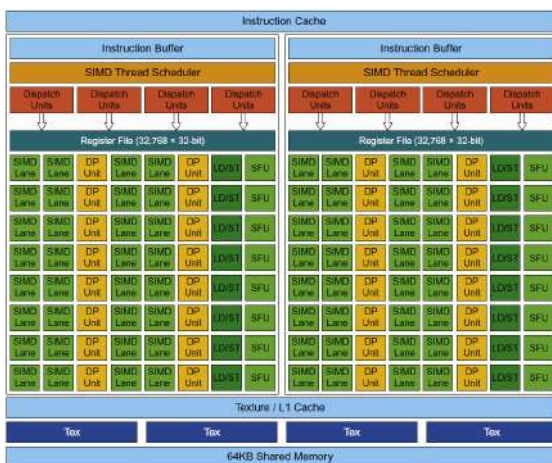 Instruction Cache
Instruction Buffer
SIMD Thread Scheduler
Dispatch Units Dispatch Units Dispatch Units Dispatch Units
Register File (32,768 × 32-bit)
SIMD Lane SIMD Lane DP Unit SIMD Lane SIMD Lane DP Unit LD/ST SFU
SIMD Lane SIMD Lane DP Unit SIMD Lane SIMD Lane DP Unit LD/ST SFU
SIMD Lane SIMD Lane DP Unit SIMD Lane SIMD Lane DP Unit LD/ST SFU
SIMD Lane SIMD Lane DP Unit SIMD Lane SIMD Lane DP Unit LD/ST SFU
SIMD Lane SIMD Lane DP Unit SIMD Lane SIMD Lane DP Unit LD/ST SFU
SIMD Lane SIMD Lane DP Unit SIMD Lane SIMD Lane DP Unit LD/ST SFU
SIMD Lane SIMD Lane DP Unit SIMD Lane SIMD Lane DP Unit LD/ST SFU
SIMD Lane SIMD Lane DP Unit SIMD Lane SIMD Lane DP Unit LD/ST SFU
Instruction Buffer
SIMD Thread Scheduler
Dispatch Units Dispatch Units Dispatch Units Dispatch Units
Register File (32,768 × 32-bit)
SIMD Lane SIMD Lane DP Unit SIMD Lane SIMD Lane DP Unit LD/ST SFU
SIMD Lane SIMD Lane DP Unit SIMD Lane SIMD Lane DP Unit LD/ST SFU
SIMD Lane SIMD Lane DP Unit SIMD Lane SIMD Lane DP Unit LD/ST SFU
SIMD Lane SIMD Lane DP Unit SIMD Lane SIMD Lane DP Unit LD/ST SFU
SIMD Lane SIMD Lane DP Unit SIMD Lane SIMD Lane DP Unit LD/ST SFU
SIMD Lane SIMD Lane DP Unit SIMD Lane SIMD Lane DP Unit LD/ST SFU
SIMD Lane SIMD Lane DP Unit SIMD Lane SIMD Lane DP Unit LD/ST SFU
SIMD Lane SIMD Lane DP Unit SIMD Lane SIMD Lane DP Unit LD/ST SFU
Texture / L1 Cache
Tex Tex Tex Tex
64KB Shared Memory